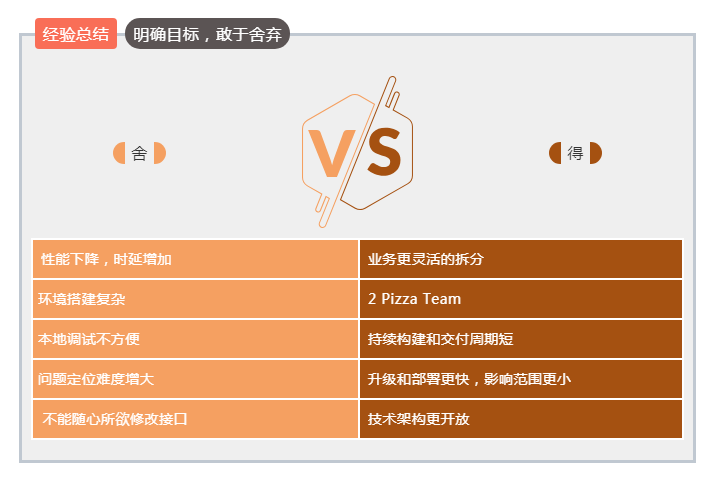 经验总结 明确目标，敢于舍弃
舍 VS 得
性能下降，时延增加 业务更灵活的拆分
环境搭建复杂 2 Pizza Team
本地调试不方便 持续构建和交付周期短
问题定位难度增大 升级和部署更快，影响范围更小
不能随心所欲修改接口 技术架构更开放